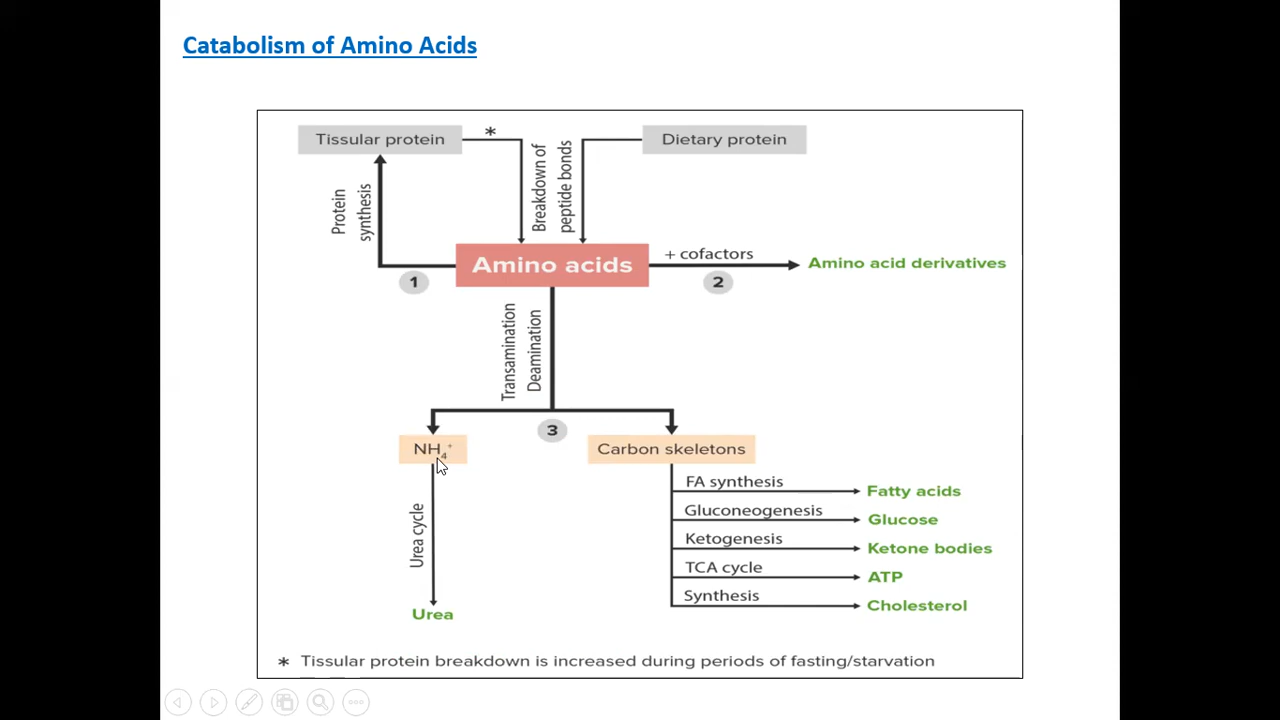 Catabolism of Amino Acids
Tissular protein
*
Dietary protein
Breakdown of
peptide bonds
Protein
synthesis
Amino acids
+ cofactors
Amino acid derivatives
1
2
Transamination
Deamination
3
NH₄⁺
Carbon skeletons
FA synthesis
Fatty acids
Gluconeogenesis
Glucose
Ketogenesis
Ketone bodies
TCA cycle
ATP
Synthesis
Cholesterol
Urea cycle
Urea
* Tissular protein breakdown is increased during periods of fasting/starvation